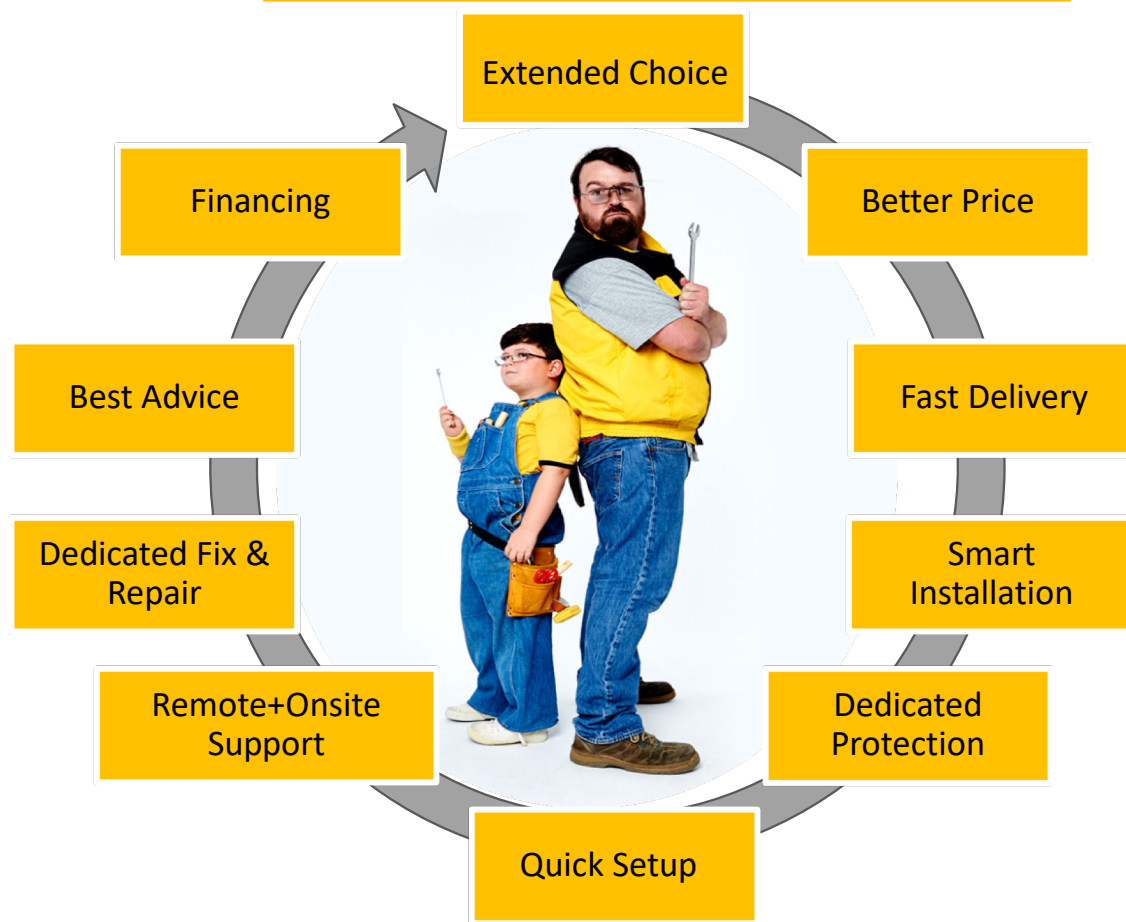 Extended Choice
Better Price
Fast Delivery
Smart
Installation
Dedicated
Protection
Quick Setup
Remote+Onsite
Support
Dedicated Fix &
Repair
Best Advice
Financing